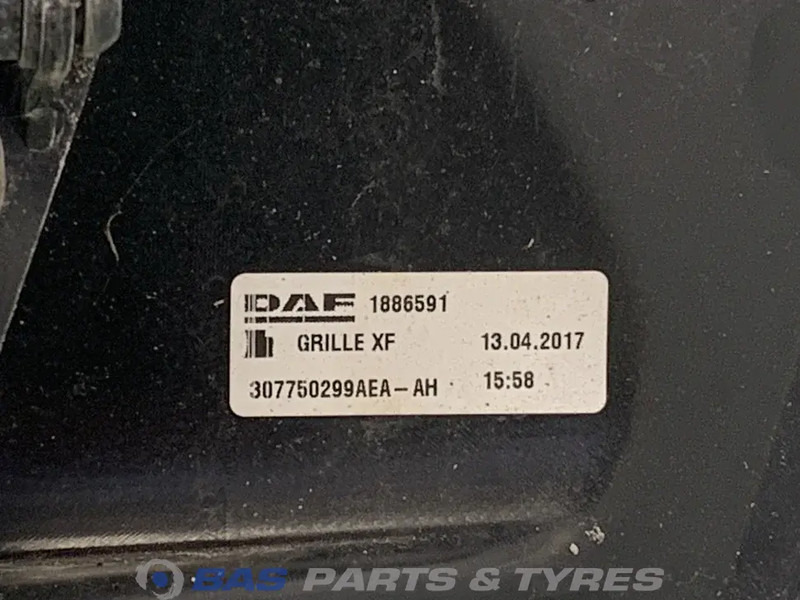 DAF 1886591
GRILLE XF 13.04.2017
307750299AEA-AH 15:58
BAS PARTS & TYRES